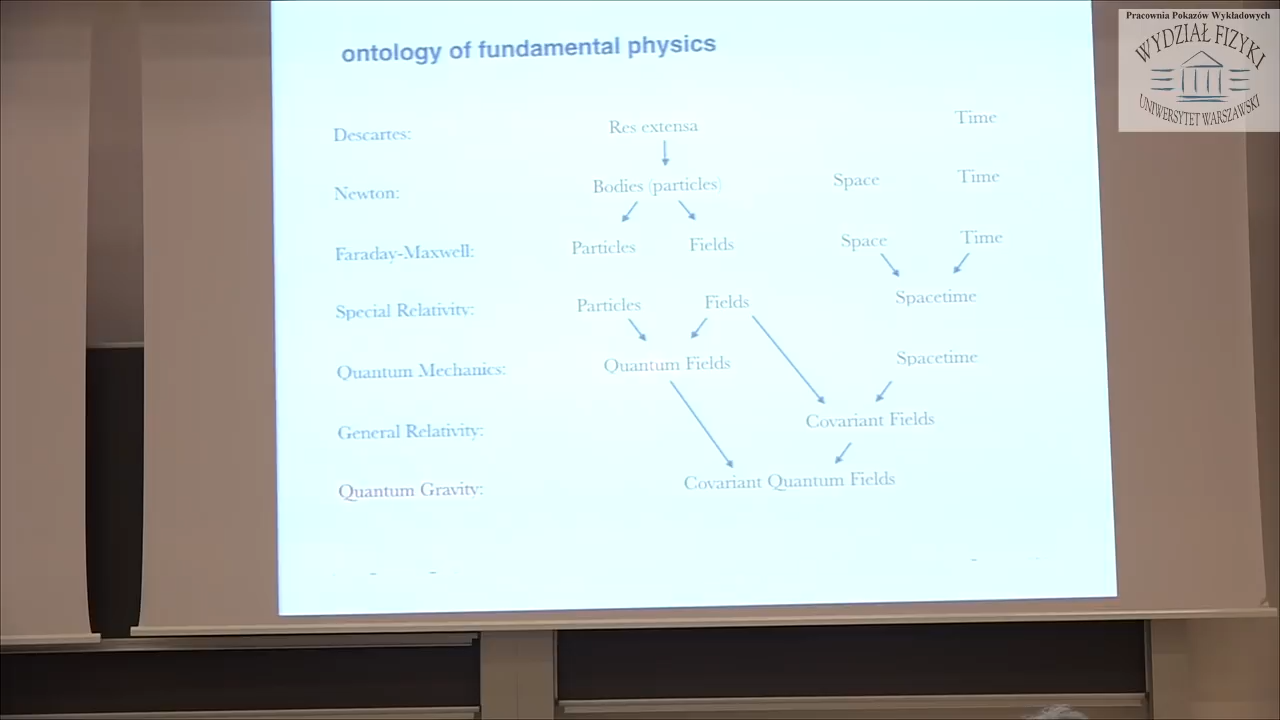 Pracownia Pokazów Wykładowych
WYDZIAŁ FIZYKI
UNIWERSYTET WARSZAWSKI
ontology of fundamental physics
Descartes: Res extensa Time
Newton: Bodies (particles) Space Time
Faraday-Maxwell: Particles Fields Space Time
Special Relativity: Particles Fields Spacetime
Quantum Mechanics: Quantum Fields Spacetime
General Relativity: Covariant Fields
Quantum Gravity: Covariant Quantum Fields